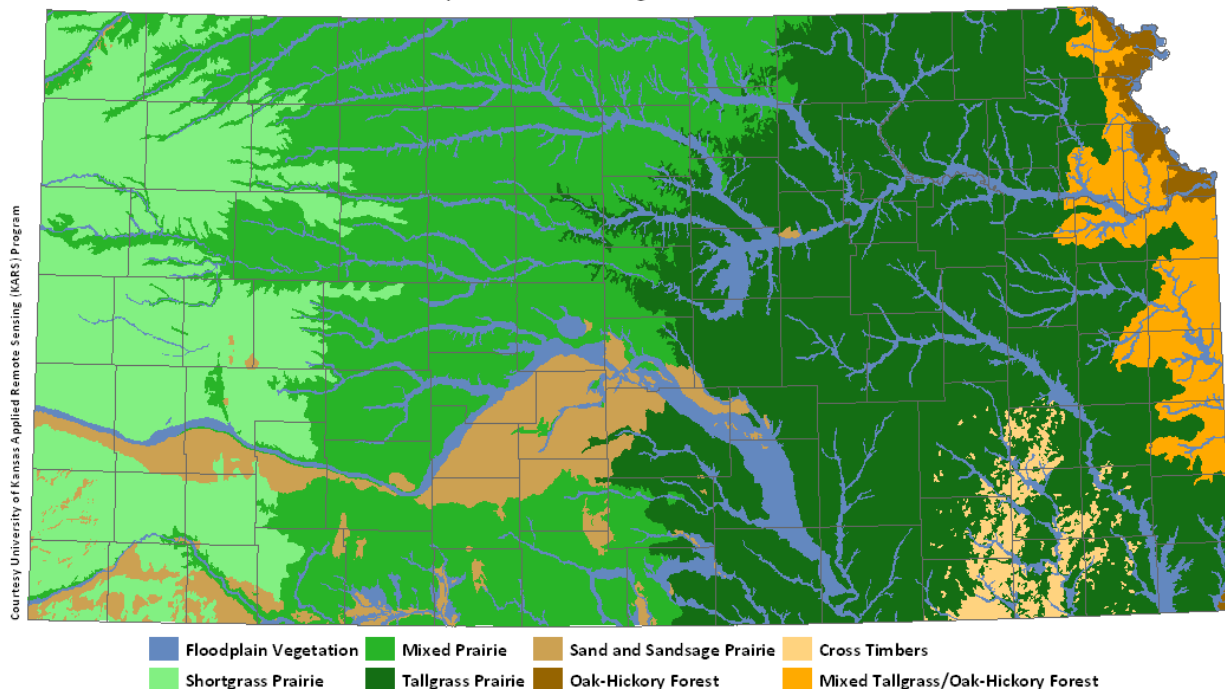 Courtesy University of Kansas Applied Remote Sensing (KARS) Program
Floodplain Vegetation
Mixed Prairie
Sand and Sandsage Prairie
Cross Timbers
Shortgrass Prairie
Tallgrass Prairie
Oak-Hickory Forest
Mixed Tallgrass/Oak-Hickory Forest